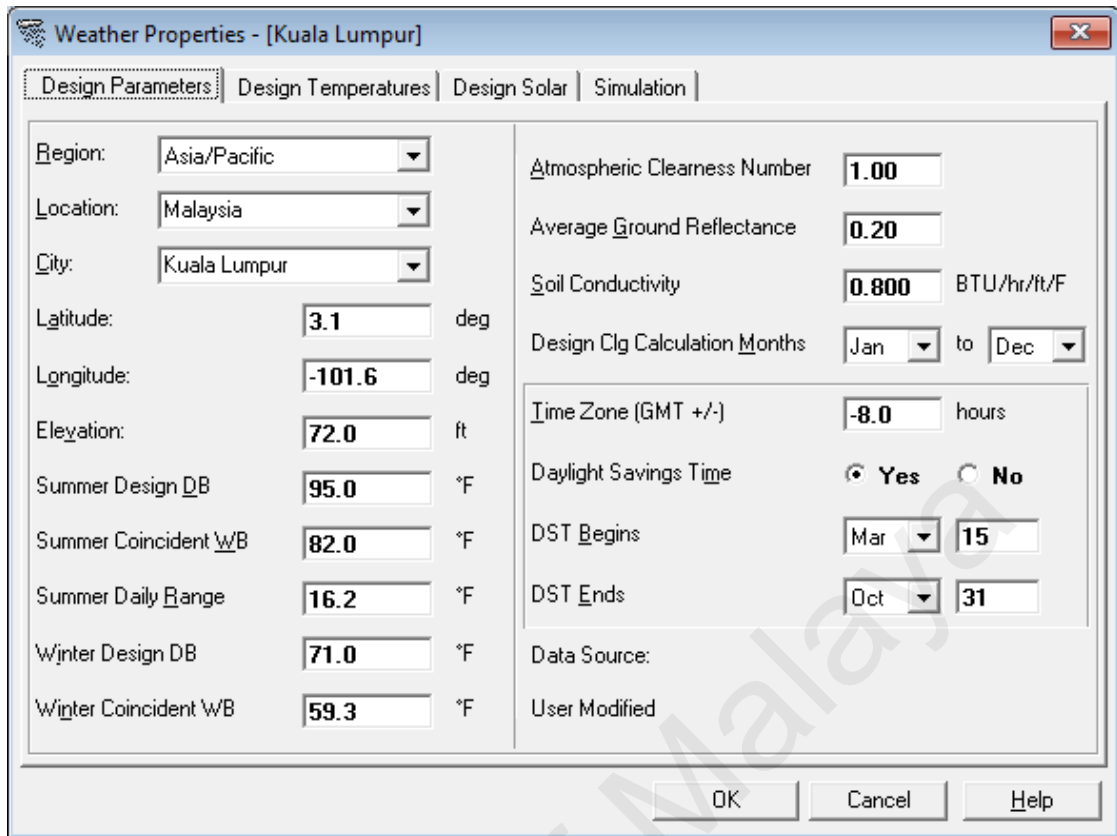 Weather Properties - [Kuala Lumpur]
Design Parameters Design Temperatures Design Solar Simulation
Region: Asia/Pacific
Location: Malaysia
City: Kuala Lumpur
Latitude: 3.1 deg
Longitude: -101.6 deg
Elevation: 72.0 ft
Summer Design DB 95.0 °F
Summer Coincident WB 82.0 °F
Summer Daily Range 16.2 °F
Winter Design DB 71.0 °F
Winter Coincident WB 59.3 °F
Atmospheric Clearness Number 1.00
Average Ground Reflectance 0.20
Soil Conductivity 0.800 BTU/hr/ft/F
Design Clg Calculation Months Jan to Dec
Time Zone (GMT +/-) -8.0 hours
Daylight Savings Time Yes No
DST Begins Mar 15
DST Ends Oct 31
Data Source:
User Modified
OK Cancel Help
Malaya